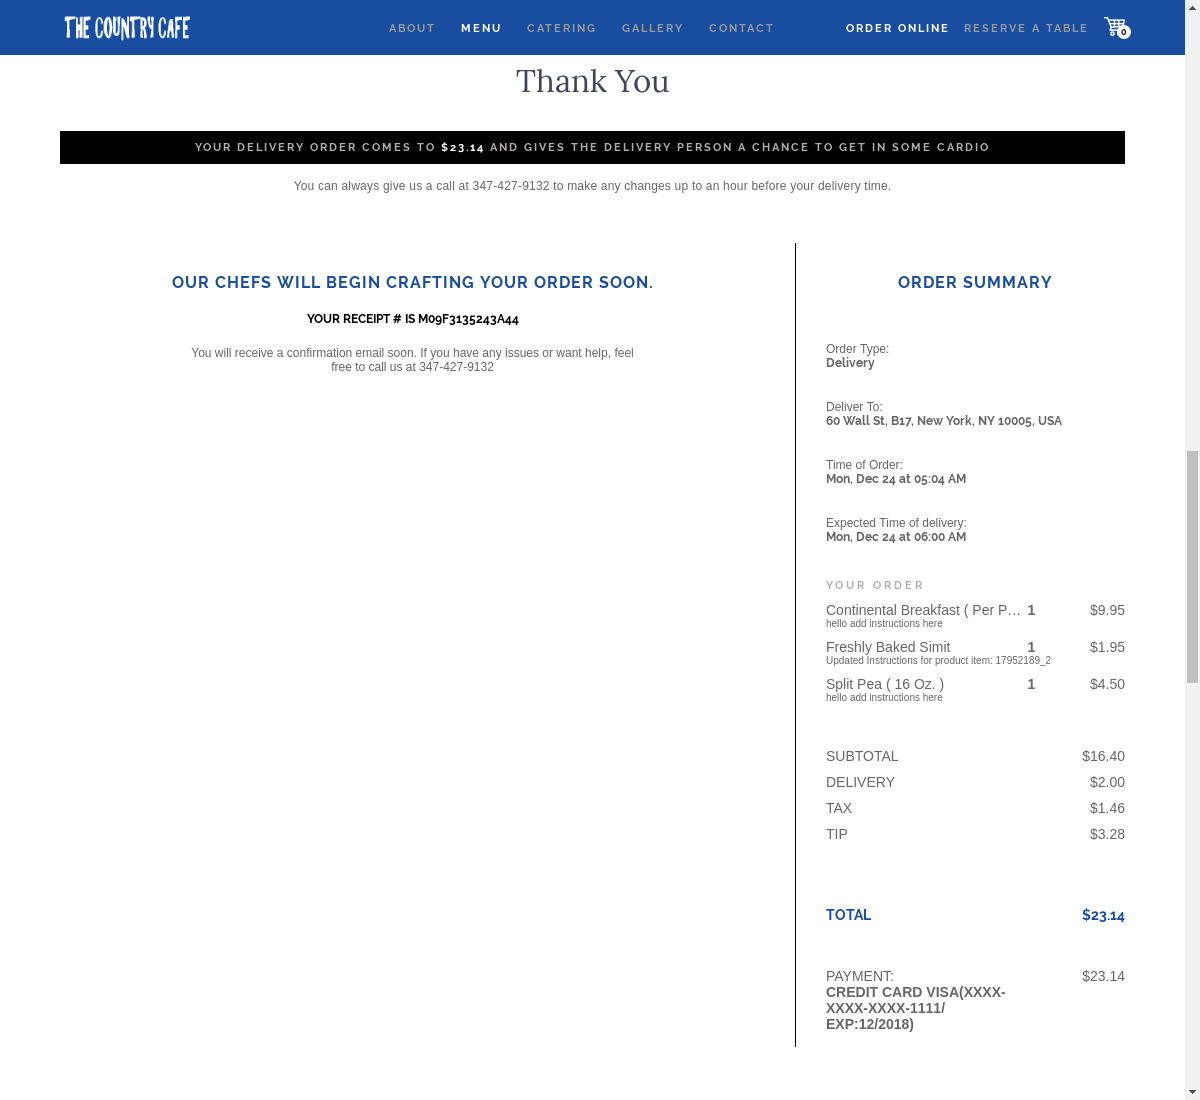 THE COUNTRY CAFE
ABOUT MENU CATERING GALLERY CONTACT ORDER ONLINE RESERVE A TABLE 0
Thank You
YOUR DELIVERY ORDER COMES TO $23.14 AND GIVES THE DELIVERY PERSON A CHANCE TO GET IN SOME CARDIO
You can always give us a call at 347-427-9132 to make any changes up to an hour before your delivery time.
OUR CHEFS WILL BEGIN CRAFTING YOUR ORDER SOON.
YOUR RECEIPT # IS M09F3135243A44
You will receive a confirmation email soon. If you have any issues or want help, feel
free to call us at 347-427-9132
ORDER SUMMARY
Order Type:
Delivery
Deliver To:
60 Wall St, B17, New York, NY 10005, USA
Time of Order:
Mon, Dec 24 at 05:04 AM
Expected Time of delivery:
Mon, Dec 24 at 06:00 AM
YOUR ORDER
Continental Breakfast ( Per P… 1 $9.95
hello add instructions here
Freshly Baked Simit 1 $1.95
Updated Instructions for product item: 17952189_2
Split Pea ( 16 Oz. ) 1 $4.50
hello add instructions here
SUBTOTAL $16.40
DELIVERY $2.00
TAX $1.46
TIP $3.28
TOTAL $23.14
PAYMENT: $23.14
CREDIT CARD VISA(XXXX-
XXXX-XXXX-1111/
EXP:12/2018)